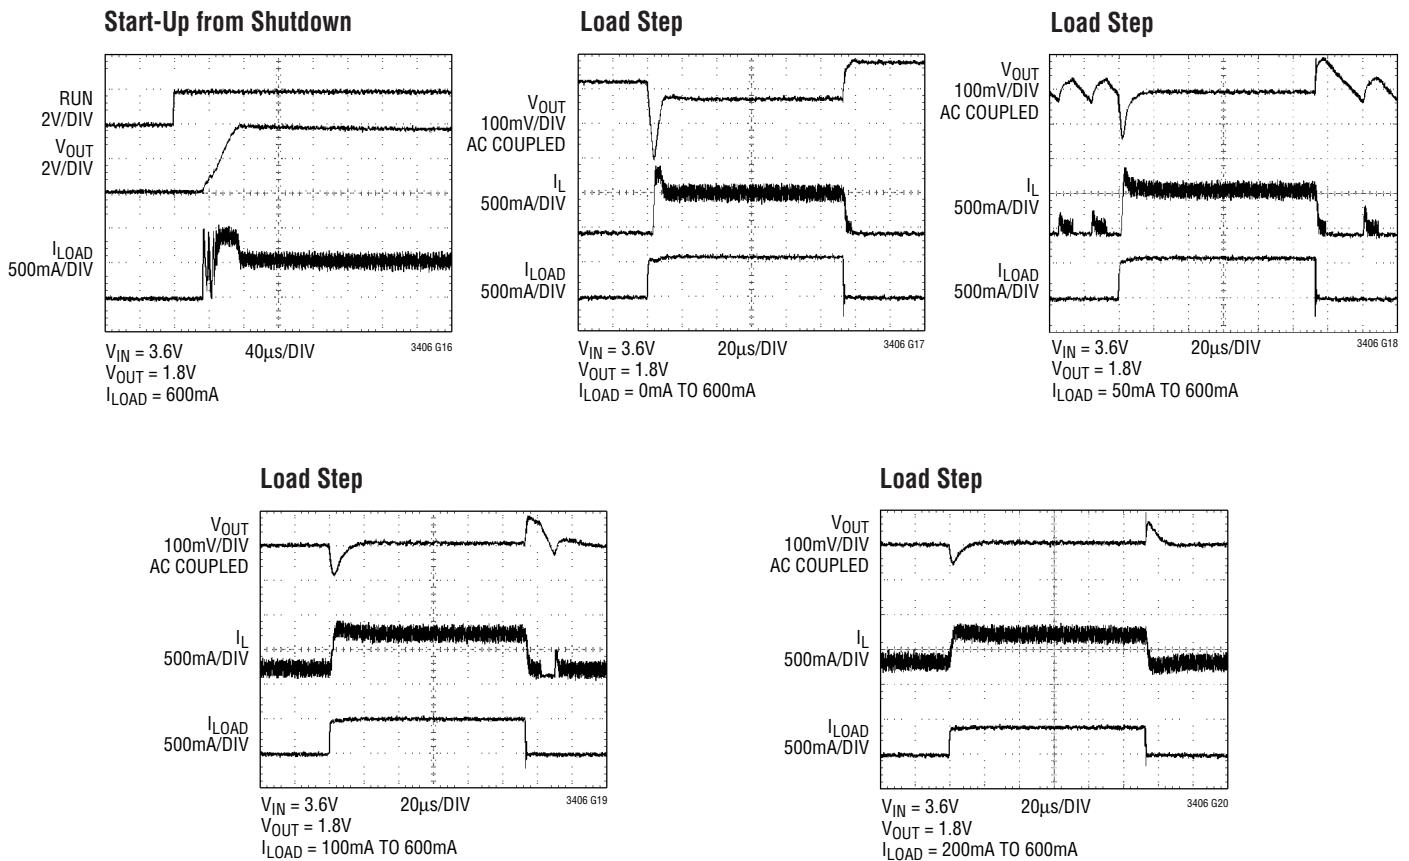 Start-Up from Shutdown
RUN
2V/DIV
VOUT
2V/DIV
ILOAD
500mA/DIV
VIN = 3.6V
40µs/DIV
3406 G16
VOUT = 1.8V
ILOAD = 600mA
Load Step
VOUT
100mV/DIV
AC COUPLED
IL
500mA/DIV
ILOAD
500mA/DIV
VIN = 3.6V
20µs/DIV
3406 G17
VOUT = 1.8V
ILOAD = 0mA TO 600mA
Load Step
VOUT
100mV/DIV
AC COUPLED
IL
500mA/DIV
ILOAD
500mA/DIV
VIN = 3.6V
20µs/DIV
3406 G18
VOUT = 1.8V
ILOAD = 50mA TO 600mA
Load Step
VOUT
100mV/DIV
AC COUPLED
IL
500mA/DIV
ILOAD
500mA/DIV
VIN = 3.6V
20µs/DIV
3406 G19
VOUT = 1.8V
ILOAD = 100mA TO 600mA
Load Step
VOUT
100mV/DIV
AC COUPLED
IL
500mA/DIV
ILOAD
500mA/DIV
VIN = 3.6V
20µs/DIV
3406 G20
VOUT = 1.8V
ILOAD = 200mA TO 600mA